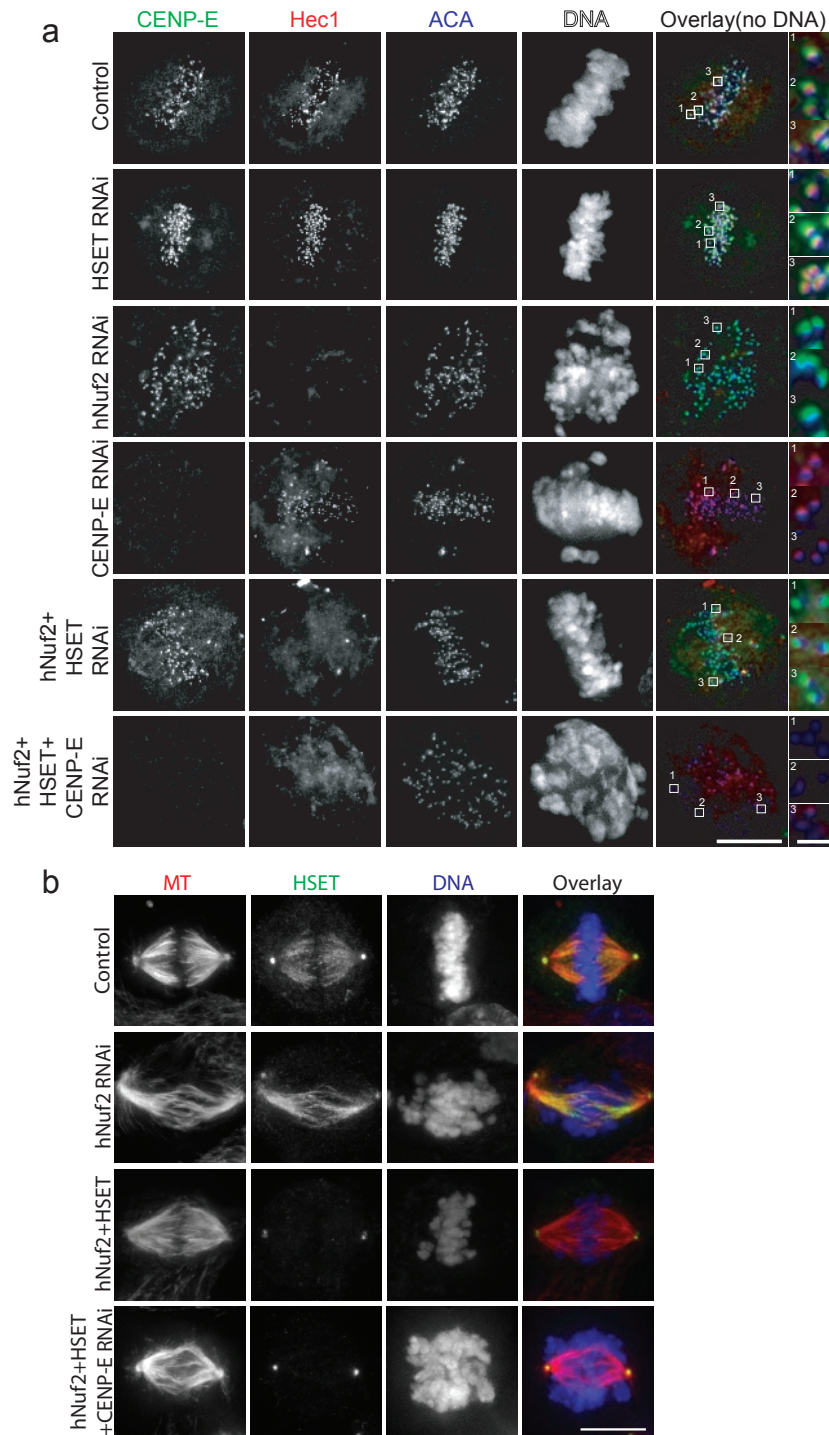 CENP-E Hec1 ACA DNA Overlay(no DNA)
a
Control
1 2 3
1
2
3
HSET RNAi
3
2
1
1
2
3
hNuf2 RNAi
3
2
1
1
2
3
CENP-E RNAi
1 2 3
1
2
3
hNuf2+
HSET
RNAi
1
2
3
1
2
3
hNuf2+
HSET+
CENP-E
RNAi
1
2
3
1
2
3
b
MT HSET DNA Overlay
Control
hNuf2 RNAi
hNuf2+HSET
hNuf2+HSET
+CENP-E RNAi